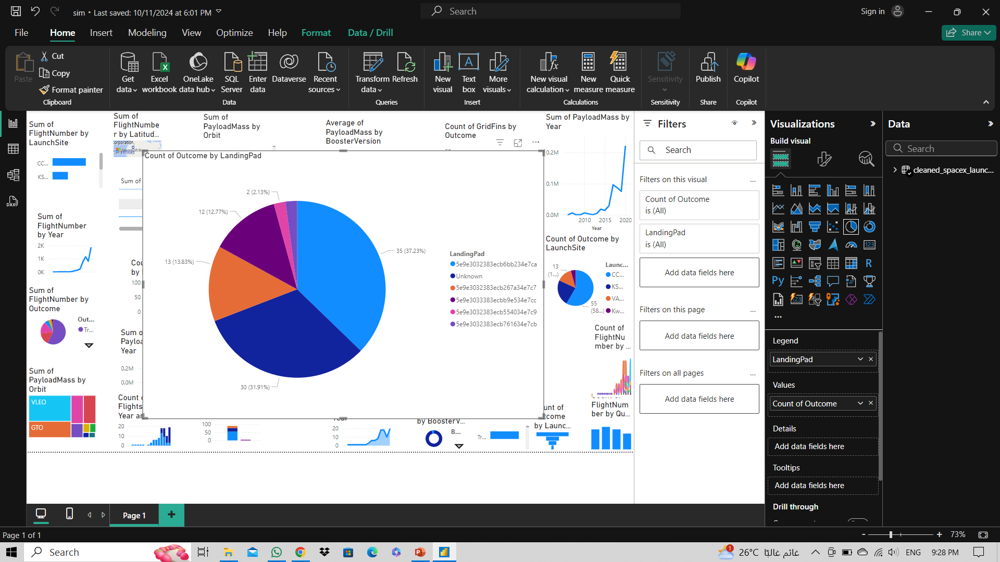 sim • Last saved: 10/11/2024 at 6:01 PM
Search
Sign in
File
Home
Insert
Modeling
View
Optimize
Help
Format
Data / Drill
Share
Paste
Cut
Copy
Format painter
Clipboard
Get data
Excel workbook
OneLake data hub
SQL Server
Enter data
Dataverse
Recent sources
Data
Transform data
Refresh
Queries
New visual
Text box
More visuals
Insert
New visual calculation
New measure
Quick measure
Calculations
Sensitivity
Sensitivity
Publish
Share
Copilot
Copilot
Sum of
FlightNumber by
LaunchSite
CC...
KS...
Sum of
FlightNumbe
r by Latitud...
Sum of
PayloadMass by
Orbit
Average of
PayloadMass by
BoosterVersion
Count of GridFins by
Outcome
Sum of PayloadMass by
Year
0.2M
0.1M
0.0M
2010
2015
2020
Year
Sum of
Sum of
FlightNumber
by Year
2K
1K
0K
Sum of
FlightNumber by
Outcome
Out...
Tr...
Sum of
PayloadMass by
Orbit
VLEO
GTO
by
100
50
0
Year
0.2M
0.0M
Count
Flights
Year
20
10
0
Count of Outcome by LandingPad
2 (2.13%)
12 (12.77%)
13 (13.83%)
35 (37.23%)
30 (31.91%)
LandingPad
5e9e3032383ecb6bb234e7ca
Unknown
5e9e3032383ecb267a34e7c7
5e9e3033383ecbb9e534e7cc
5e9e3032383ecb554034e7c9
5e9e3032383ecb761634e7cb
100
50
0
20
10
0
by BoosterV...
B...
Tr...
by Launc...
Count of Outcome by
LaunchSite
13
(1...)
55
(58...)
Launc...
CC...
KS...
VA...
Kw...
Count of
FlightNu
mber by ...
FlightNum
ber by Qu...
Filters
Search
Filters on this visual
...
Count of Outcome
is (All)
LandingPad
is (All)
Add data fields here
Filters on this page
...
Add data fields here
Filters on all pages
...
Add data fields here
Visualizations
Build visual
123
R
Py
...
Legend
LandingPad
Values
Count of Outcome
Details
Add data fields here
Tooltips
Add data fields here
Drill through
Data
Search
cleaned_spacex_launc...
DAX
Page 1
Page 1 of 1
- + 73%
Search
1
26°C غائم غالبًا
ENG
9:28 PM